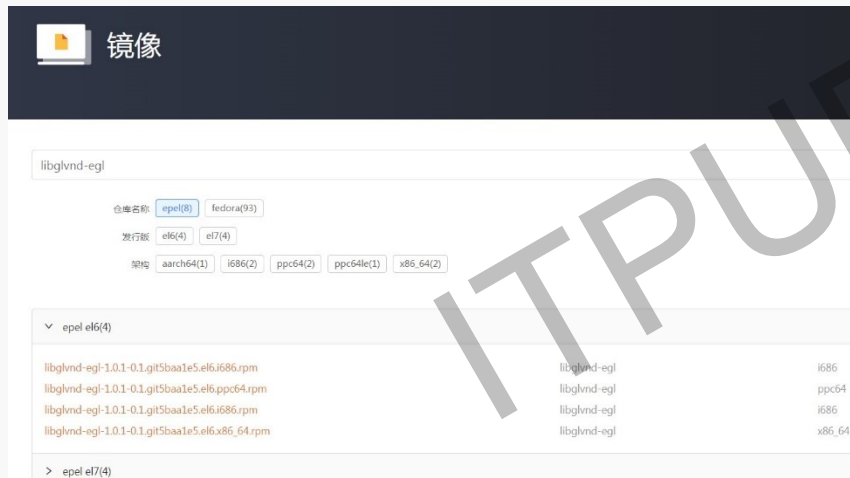 镜像
libglvnd-egl
仓库名称 epel(8) fedora(93)
发行版 el6(4) el7(4)
架构 aarch64(1) i686(2) ppc64(2) ppc64le(1) x86_64(2)
epel el6(4)
libglvnd-egl-1.0.1-0.1.git5baa1e5.el6.i686.rpm libglvnd-egl i686
libglvnd-egl-1.0.1-0.1.git5baa1e5.el6.ppc64.rpm libglvnd-egl ppc64
libglvnd-egl-1.0.1-0.1.git5baa1e5.el6.i686.rpm libglvnd-egl i686
libglvnd-egl-1.0.1-0.1.git5baa1e5.el6.x86_64.rpm libglvnd-egl x86_64
epel el7(4)